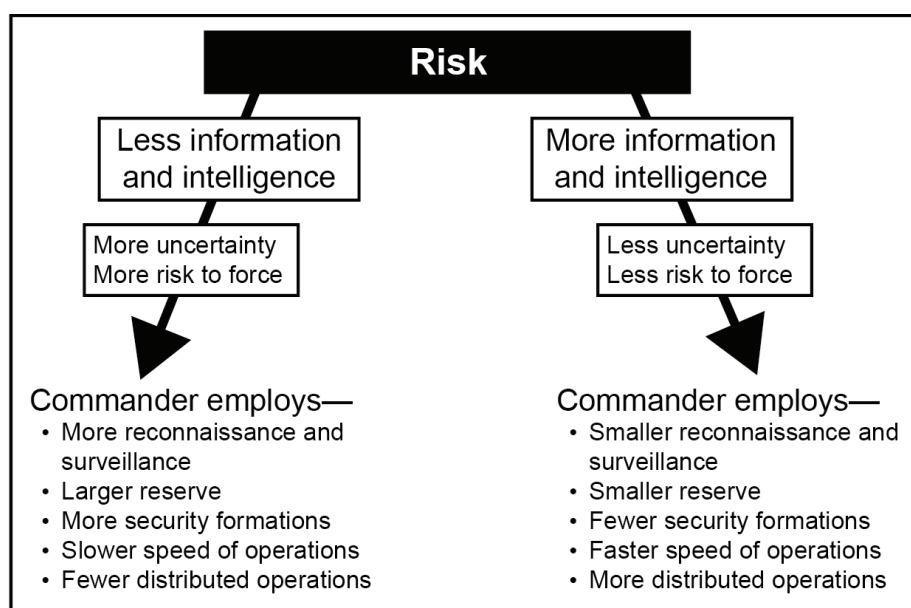 Risk
Less information
and intelligence
More uncertainty
More risk to force
Commander employs—
• More reconnaissance and
surveillance
• Larger reserve
• More security formations
• Slower speed of operations
• Fewer distributed operations
More information
and intelligence
Less uncertainty
Less risk to force
Commander employs—
• Smaller reconnaissance and
surveillance
• Smaller reserve
• Fewer security formations
• Faster speed of operations
• More distributed operations